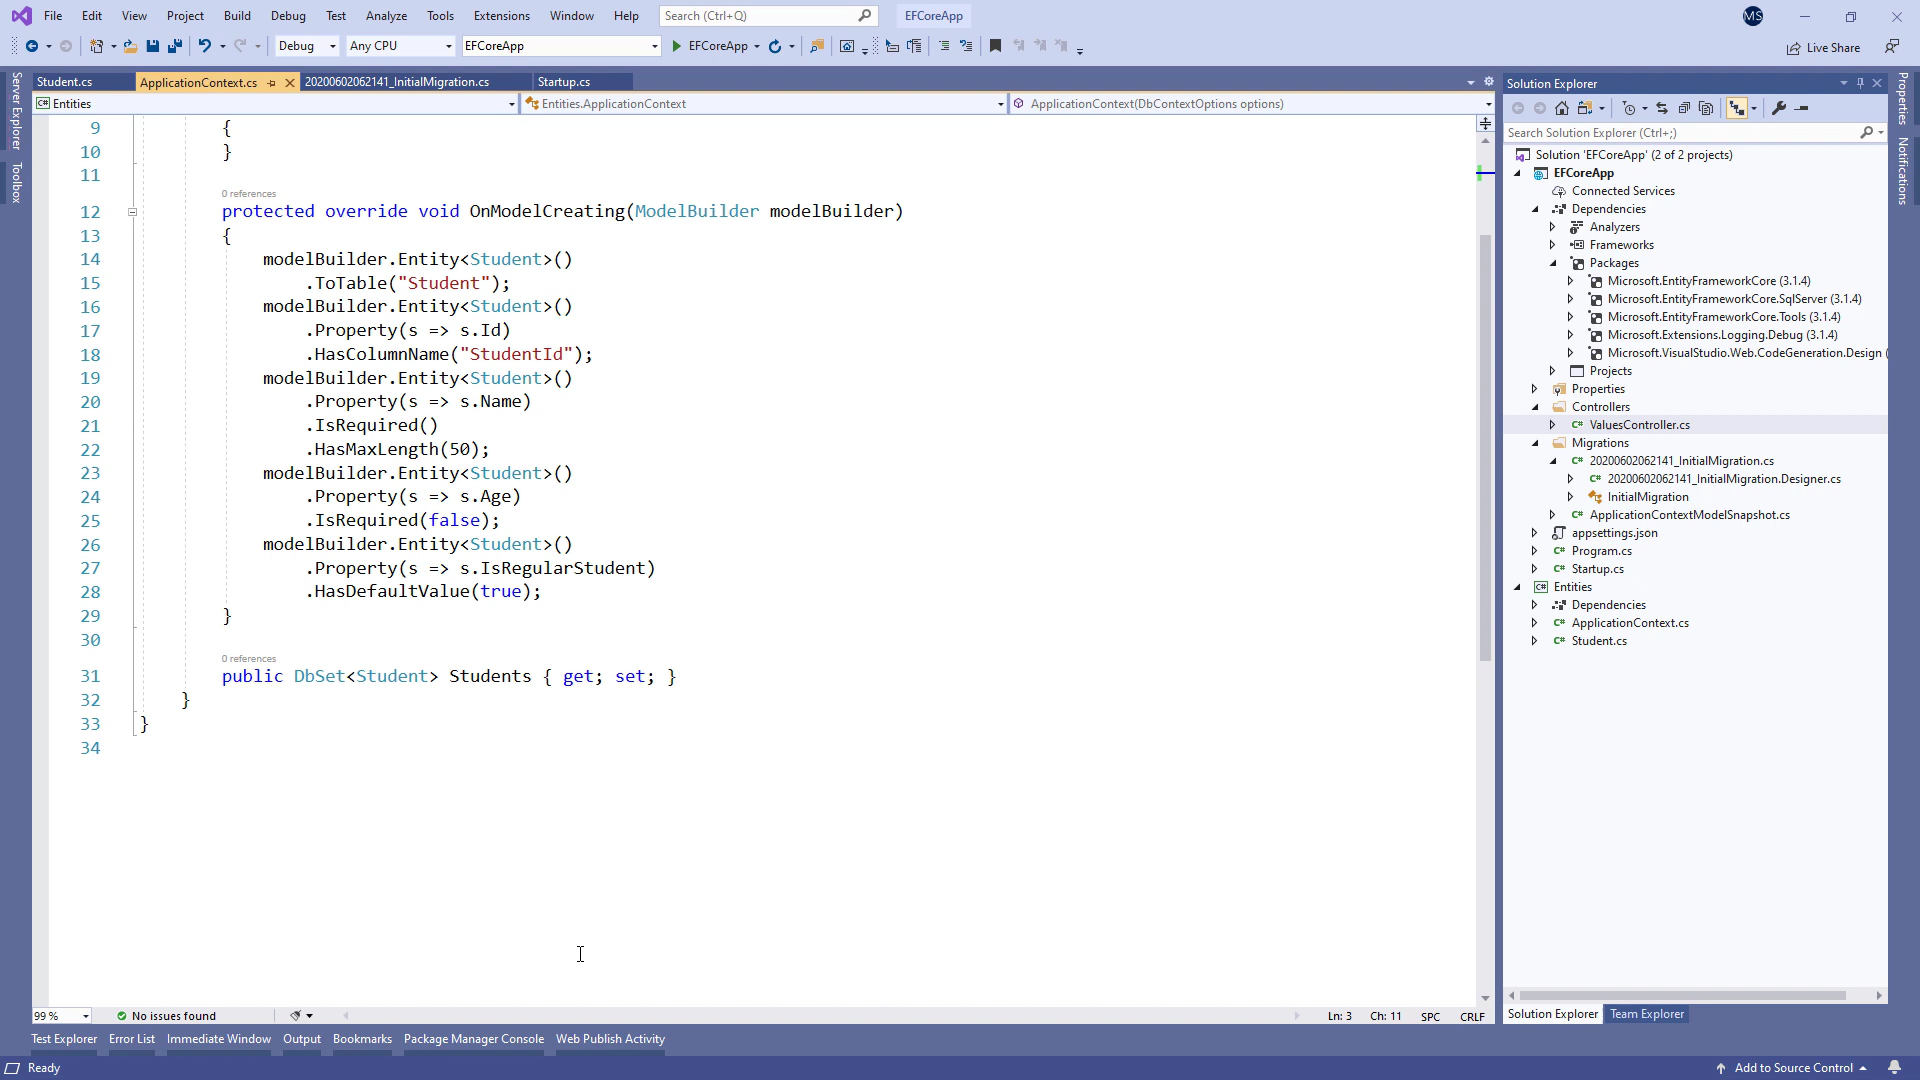 File Edit View Project Build Debug Test Analyze Tools Extensions Window Help Search (Ctrl+Q) EFCoreApp MS
Debug Any CPU EFCoreApp EFCoreApp Live Share
Student.cs ApplicationContext.cs 20200602062141_InitialMigration.cs Startup.cs
C# Entities Entities.ApplicationContext ApplicationContext(DbContextOptions options)
Server Explorer
Toolbox
9 {
10 }
11
0 references
12 protected override void OnModelCreating(ModelBuilder modelBuilder)
13 {
14 modelBuilder.Entity<Student>()
15 .ToTable("Student");
16 modelBuilder.Entity<Student>()
17 .Property(s => s.Id)
18 .HasColumnName("StudentId");
19 modelBuilder.Entity<Student>()
20 .Property(s => s.Name)
21 .IsRequired()
22 .HasMaxLength(50);
23 modelBuilder.Entity<Student>()
24 .Property(s => s.Age)
25 .IsRequired(false);
26 modelBuilder.Entity<Student>()
27 .Property(s => s.IsRegularStudent)
28 .HasDefaultValue(true);
29 }
30
0 references
31 public DbSet<Student> Students { get; set; }
32 }
33 }
34
99 % No issues found Ln: 3 Ch: 11 SPC CRLF
Solution Explorer
Search Solution Explorer (Ctrl+;)
Solution 'EFCoreApp' (2 of 2 projects)
EFCoreApp
Connected Services
Dependencies
Analyzers
Frameworks
Packages
Microsoft.EntityFrameworkCore (3.1.4)
Microsoft.EntityFrameworkCore.SqlServer (3.1.4)
Microsoft.EntityFrameworkCore.Tools (3.1.4)
Microsoft.Extensions.Logging.Debug (3.1.4)
Microsoft.VisualStudio.Web.CodeGeneration.Design (
Projects
Properties
Controllers
C# ValuesController.cs
Migrations
C# 20200602062141_InitialMigration.cs
C# 20200602062141_InitialMigration.Designer.cs
InitialMigration
C# ApplicationContextModelSnapshot.cs
appsettings.json
C# Program.cs
C# Startup.cs
C# Entities
Dependencies
C# ApplicationContext.cs
C# Student.cs
Solution Explorer Team Explorer
Properties
Notifications
Test Explorer Error List Immediate Window Output Bookmarks Package Manager Console Web Publish Activity
Ready Add to Source Control